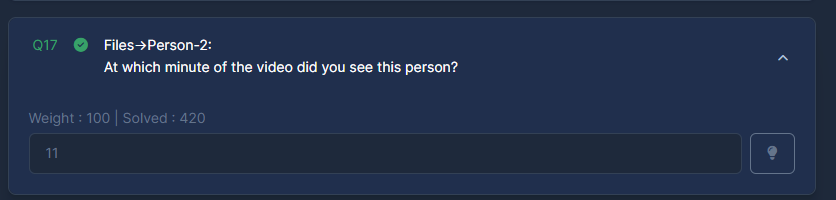 Q17 Files→Person-2:
At which minute of the video did you see this person?
Weight : 100 | Solved : 420
11